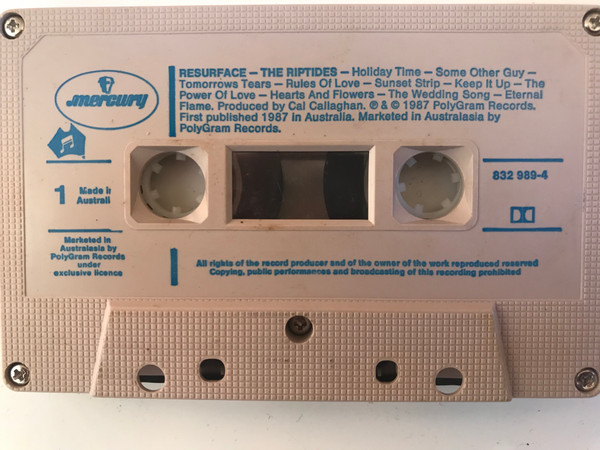 mercury
RESURFACE — THE RIPTIDES — Holiday Time — Some Other Guy —
Tomorrows Tears — Rules Of Love — Sunset Strip — Keep It Up — The
Power Of Love — Hearts And Flowers — The Wedding Song — Eternal
Flame. Produced by Cal Callaghan. ℗ & © 1987 PolyGram Records.
First published 1987 in Australia. Marketed in Australasia by
PolyGram Records.
1
Made Ir
Australi
832 989-4
Marketed in
Australasia by
PolyGram Records
under
exclusive licence
All rights of the record producer and of the owner of the work reproduced reserved
Copying, public performances and broadcasting of this recording prohibited